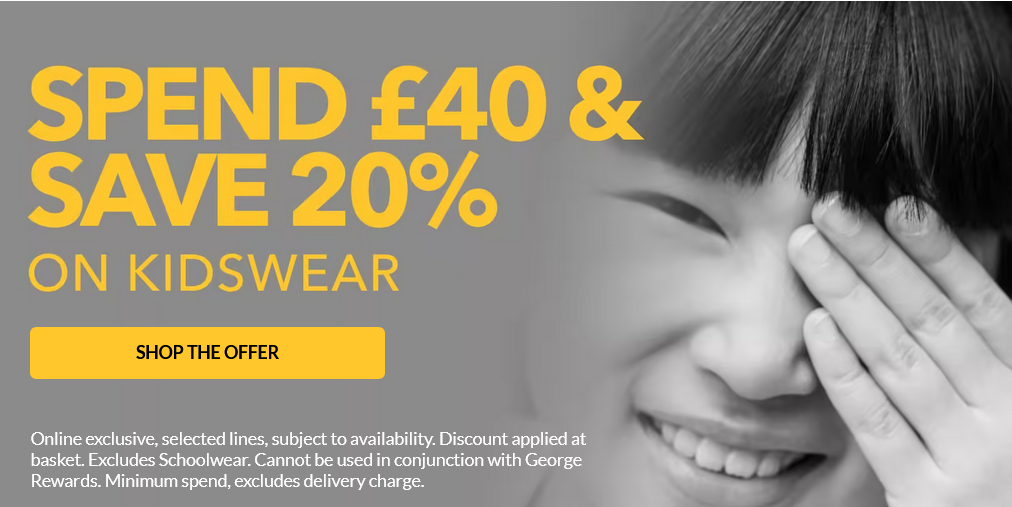 SPEND £40 &
SAVE 20%
ON KIDSWEAR
SHOP THE OFFER
Online exclusive, selected lines, subject to availability. Discount applied at
basket. Excludes Schoolwear. Cannot be used in conjunction with George
Rewards. Minimum spend, excludes delivery charge.